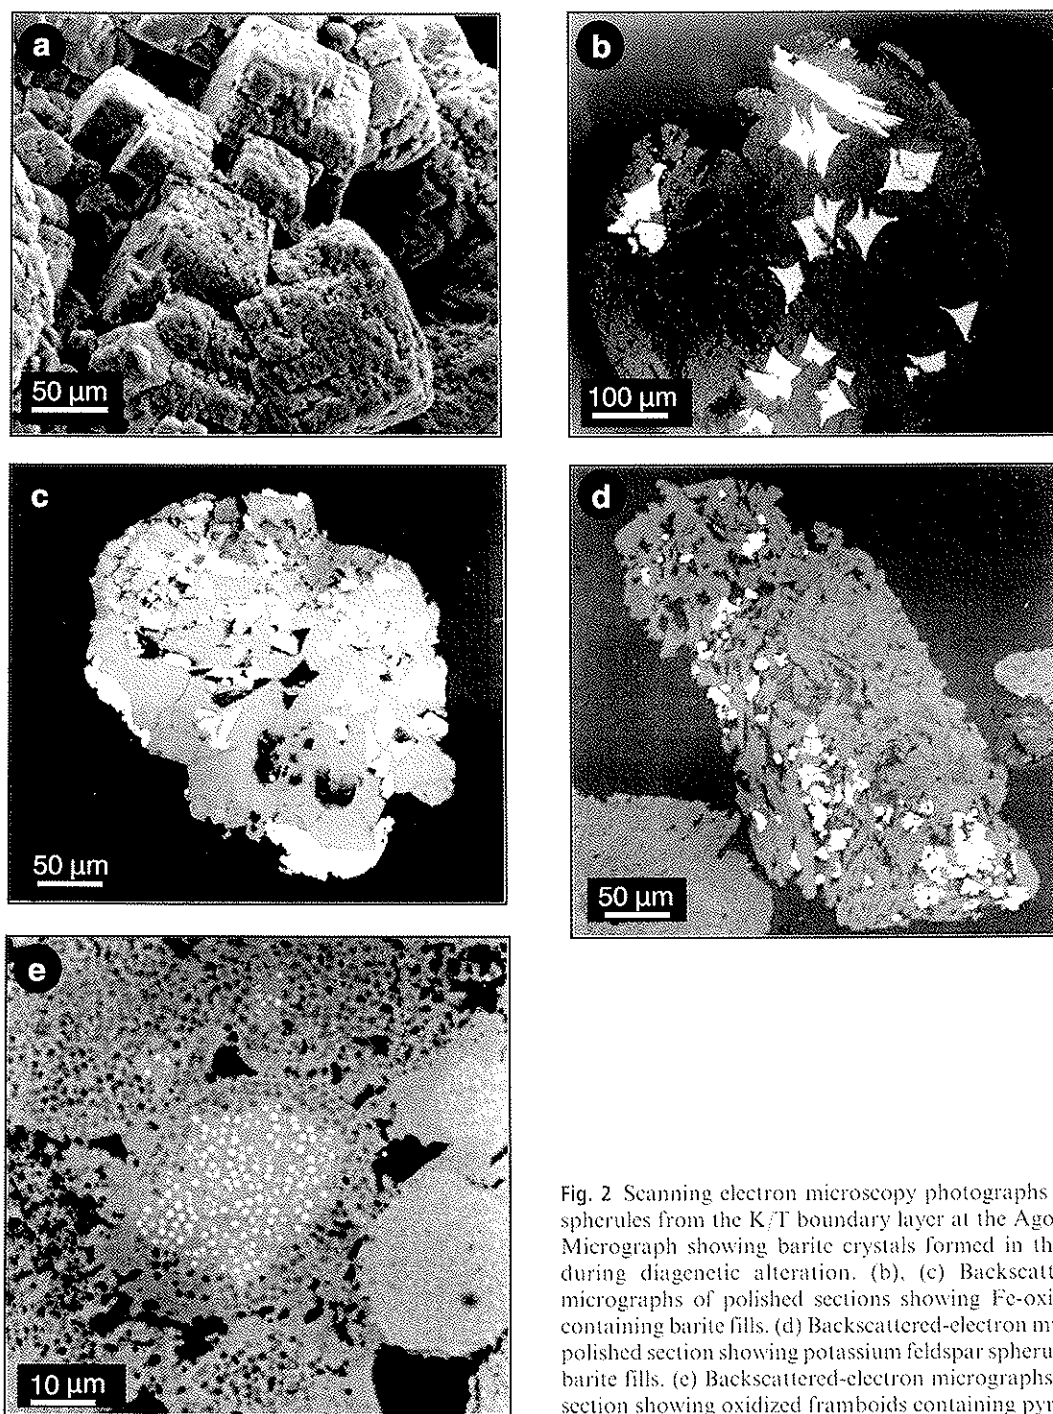 a
50 μm
b
100 μm
c
50 μm
d
50 μm
e
10 μm
Fig. 2 Scanning electron microscopy photographs
spherules from the K/T boundary layer at the Ago
Micrograph showing barite crystals formed in th
during diagenetic alteration. (b), (c) Backscatt
micrographs of polished sections showing Fe-oxi
containing barite fills. (d) Backscattered-electron m
polished section showing potassium feldspar spheru
barite fills. (e) Backscattered-electron micrographs
section showing oxidized framboids containing pyr